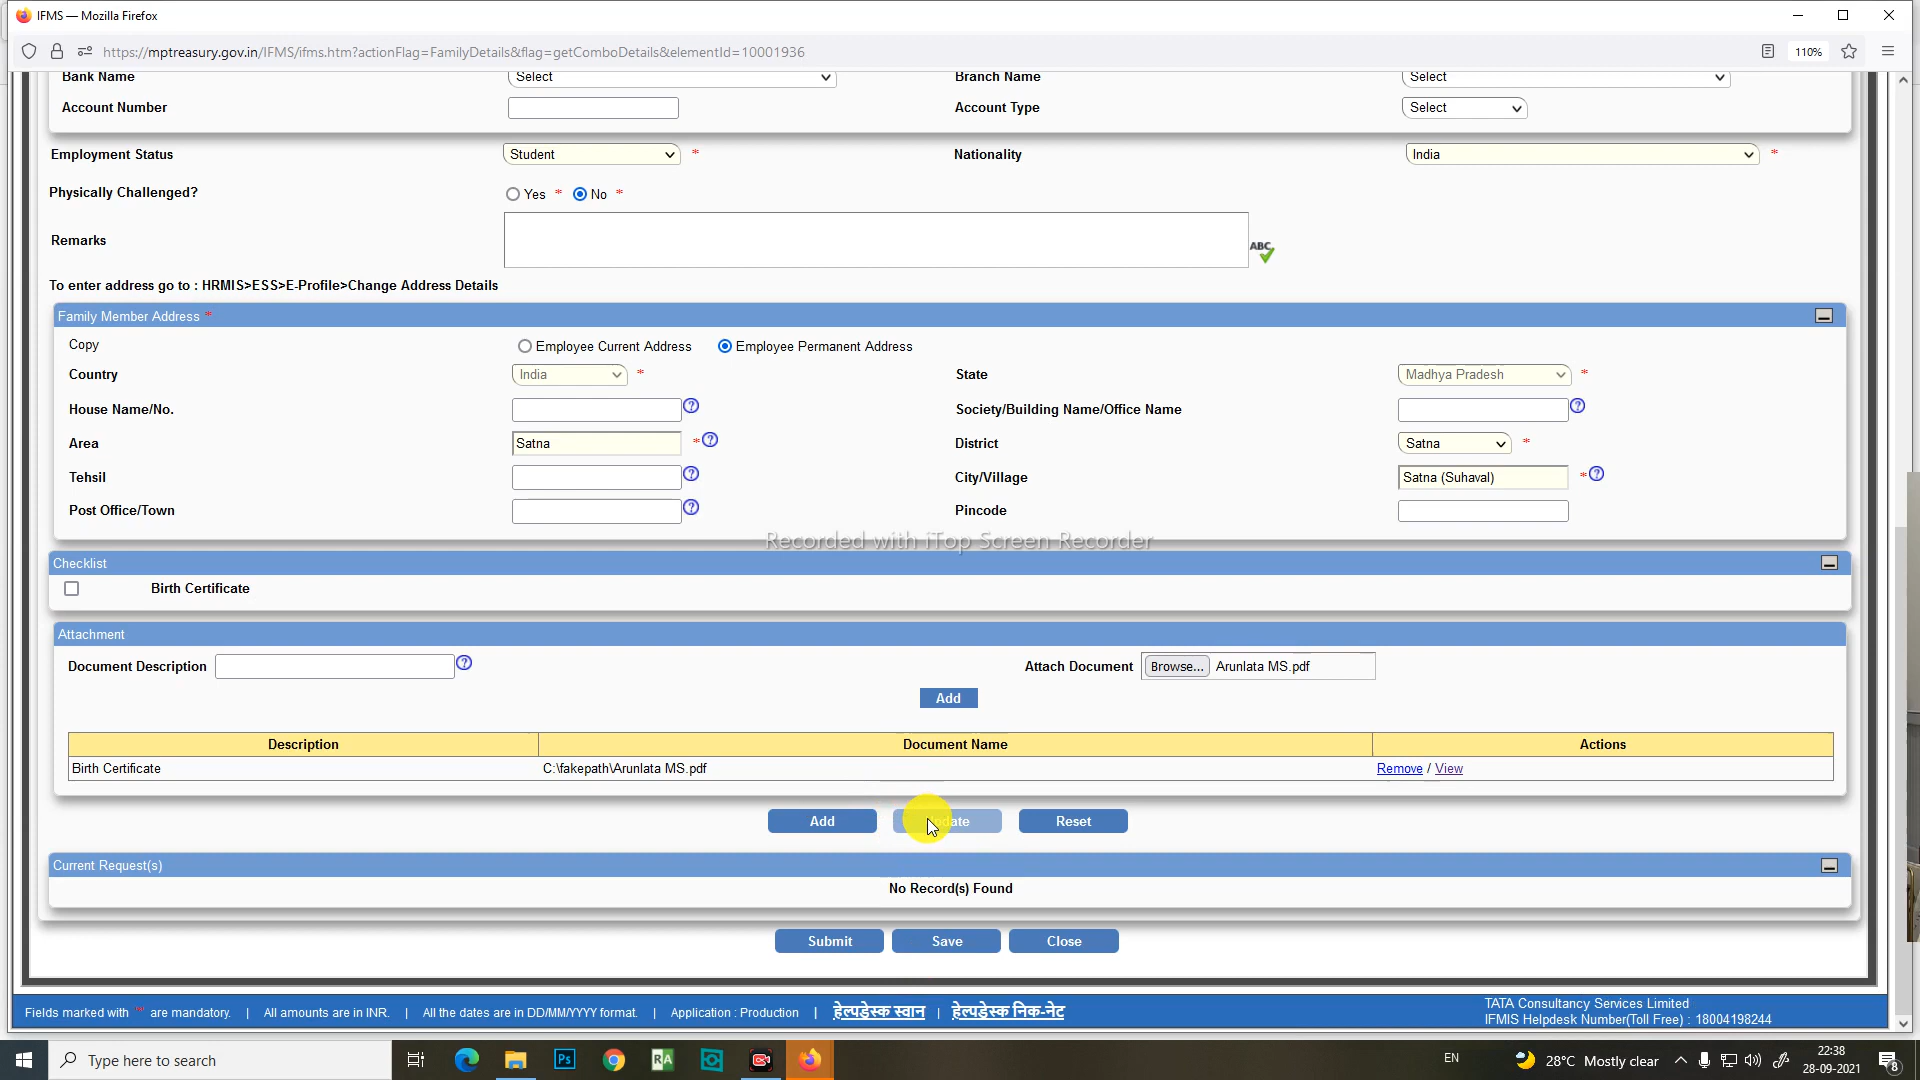 IFMS — Mozilla Firefox
https://mptreasury.gov.in/IFMS/ifms.htm?actionFlag=FamilyDetails&flag=getComboDetails&elementId=10001936 110%
Bank Name Select Branch Name Select
Account Number Account Type Select
Employment Status Student * Nationality India *
Physically Challenged? Yes * No *
Remarks ABC
To enter address go to : HRMIS>ESS>E-Profile>Change Address Details
Family Member Address *
Copy Employee Current Address Employee Permanent Address
Country India * State Madhya Pradesh *
House Name/No. ? Society/Building Name/Office Name ?
Area Satna * ? District Satna *
Tehsil ? City/Village Satna (Suhaval) * ?
Post Office/Town ? Pincode
Recorded with iTop Screen Recorder
Checklist
Birth Certificate
Attachment
Document Description ? Attach Document Browse... Arunlata MS.pdf
Add
Description Document Name Actions
Birth Certificate C:\fakepath\Arunlata MS.pdf Remove / View
Add Update Reset
Current Request(s)
No Record(s) Found
Submit Save Close
Fields marked with * are mandatory. | All amounts are in INR. | All the dates are in DD/MM/YYYY format. | Application : Production | हेल्पडेस्क स्वान | हेल्पडेस्क निक-नेट
TATA Consultancy Services Limited
IFMIS Helpdesk Number(Toll Free) : 18004198244
Type here to search Ps RA EN 28°C Mostly clear 22:38
28-09-2021 8